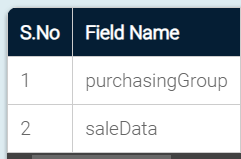 S.No Field Name
1 purchasingGroup
2 saleData